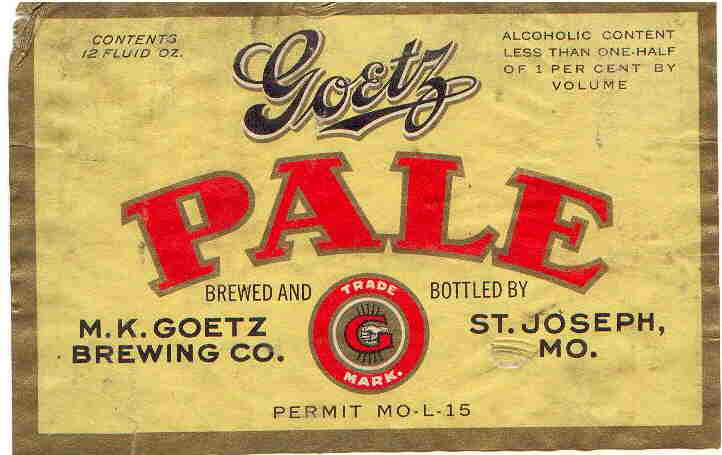 CONTENTS
12 FLUID OZ.
Goetz
ALCOHOLIC CONTENT
LESS THAN ONE-HALF
OF 1 PER CENT BY
VOLUME
PALE
BREWED AND
BOTTLED BY
M.K. GOETZ
BREWING CO.
TRADE
G
MARK.
ST. JOSEPH,
MO.
PERMIT MO-L-15